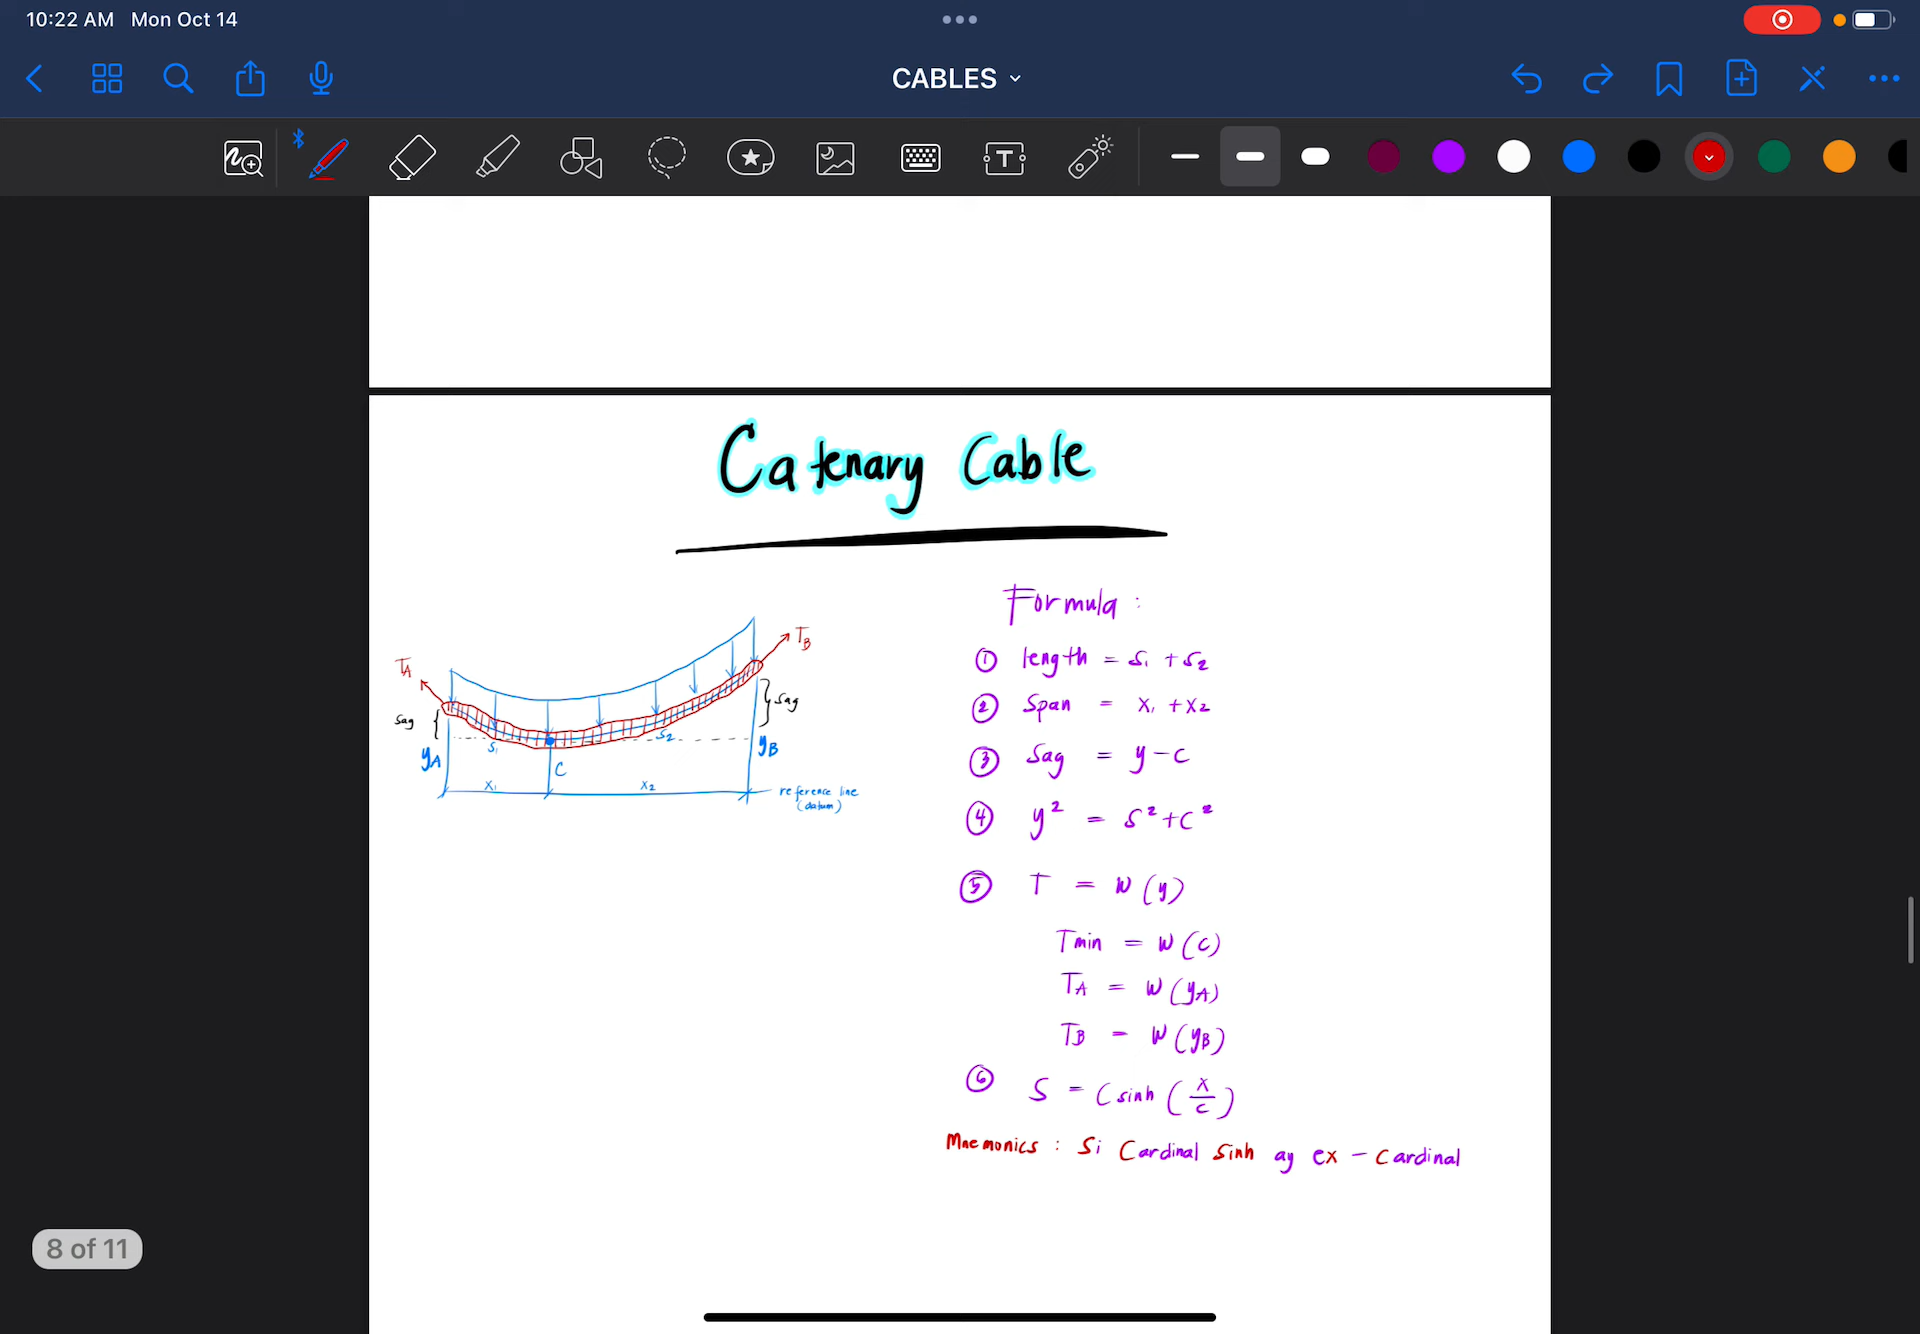 10:22 AM Mon Oct 14
CABLES
T
Catenary Cable
Formula :
① length = S₁ + S₂
② Span = X₁ + X₂
③ Sag = y - C
④ y² = S² + C²
⑤ T = W (y)
Tmin = W (C)
TA = W (yA)
TB = W (yB)
⑥ S = C sinh (x/c)
Mnemonics : Si Cardinal Sinh ay ex - cardinal
TA
TB
Sag
Sag
S₁
S₂
yA
yB
C
X₁
X₂
reference line
(datum)
8 of 11